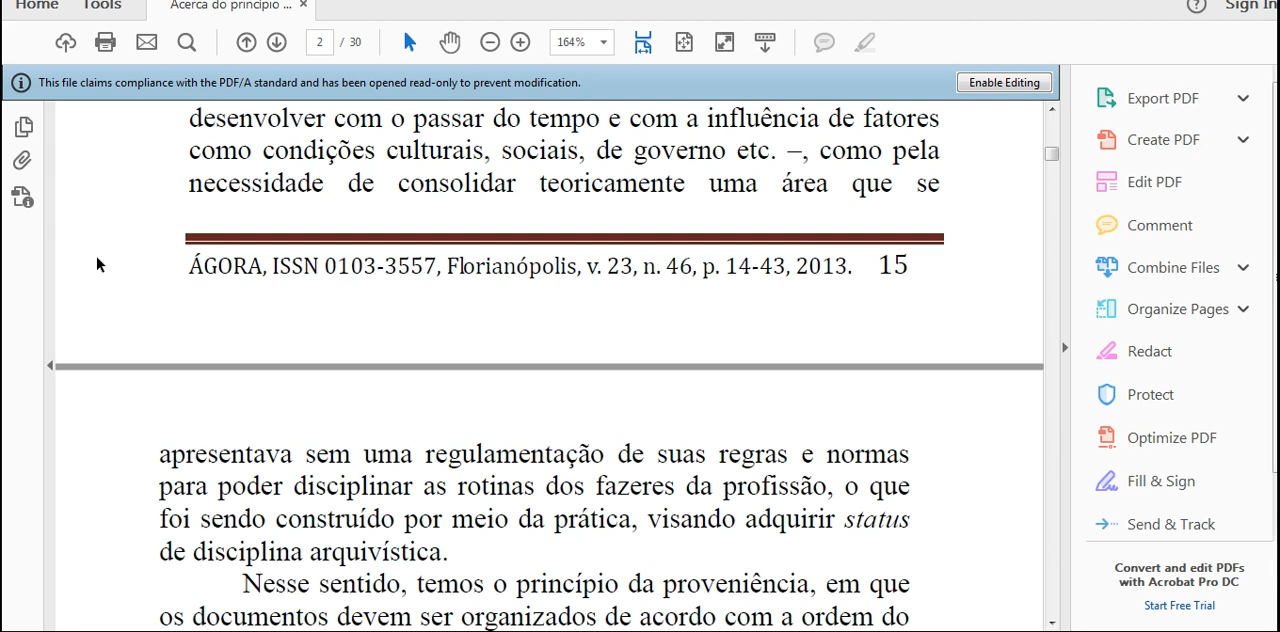 Home Tools Acerca do princípio ... × Sign In
2 / 30 164%
This file claims compliance with the PDF/A standard and has been opened read-only to prevent modification. Enable Editing
desenvolver com o passar do tempo e com a influência de fatores
como condições culturais, sociais, de governo etc. –, como pela
necessidade de consolidar teoricamente uma área que se
ÁGORA, ISSN 0103-3557, Florianópolis, v. 23, n. 46, p. 14-43, 2013. 15
apresentava sem uma regulamentação de suas regras e normas
para poder disciplinar as rotinas dos fazeres da profissão, o que
foi sendo construído por meio da prática, visando adquirir status
de disciplina arquivística.
Nesse sentido, temos o princípio da proveniência, em que
os documentos devem ser organizados de acordo com a ordem do
Export PDF
Create PDF
Edit PDF
Comment
Combine Files
Organize Pages
Redact
Protect
Optimize PDF
Fill & Sign
Send & Track
Convert and edit PDFs
with Acrobat Pro DC
Start Free Trial